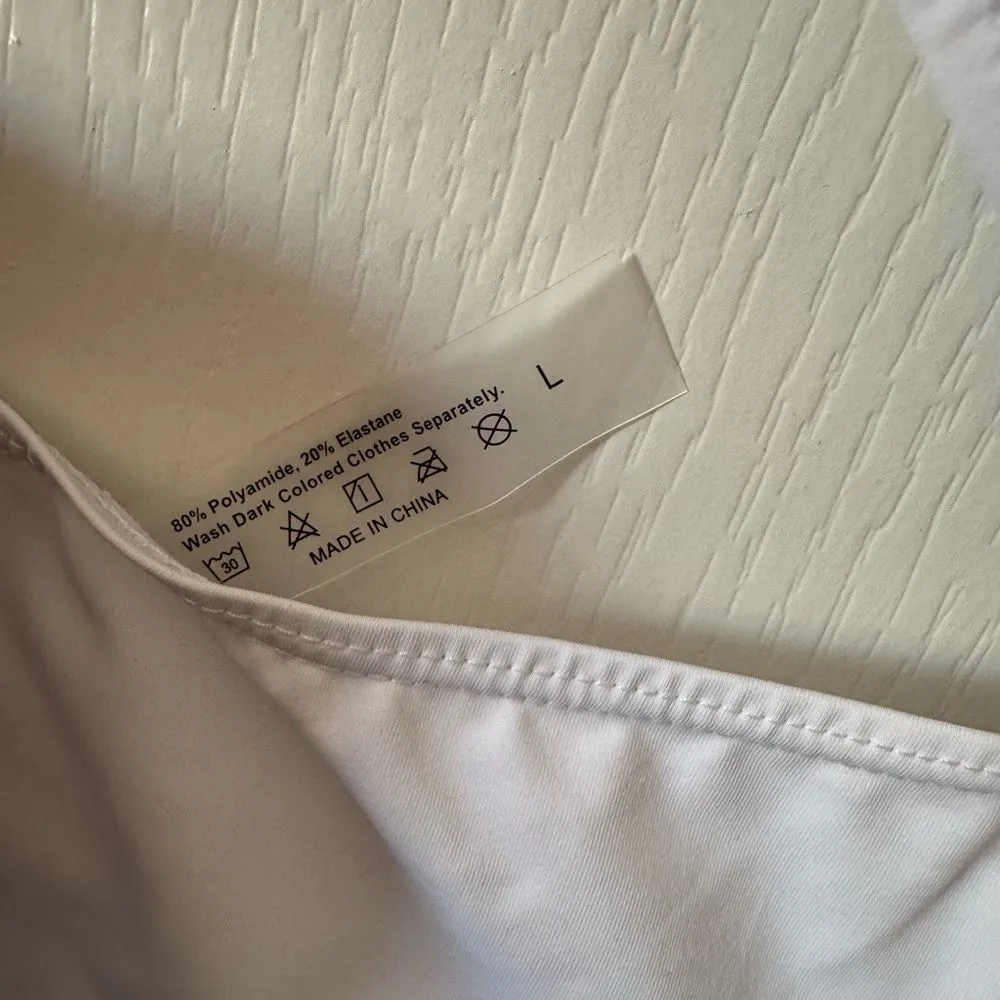 80% Polyamide, 20% Elastane
Wash Dark Colored Clothes Separately.
L
30
MADE IN CHINA